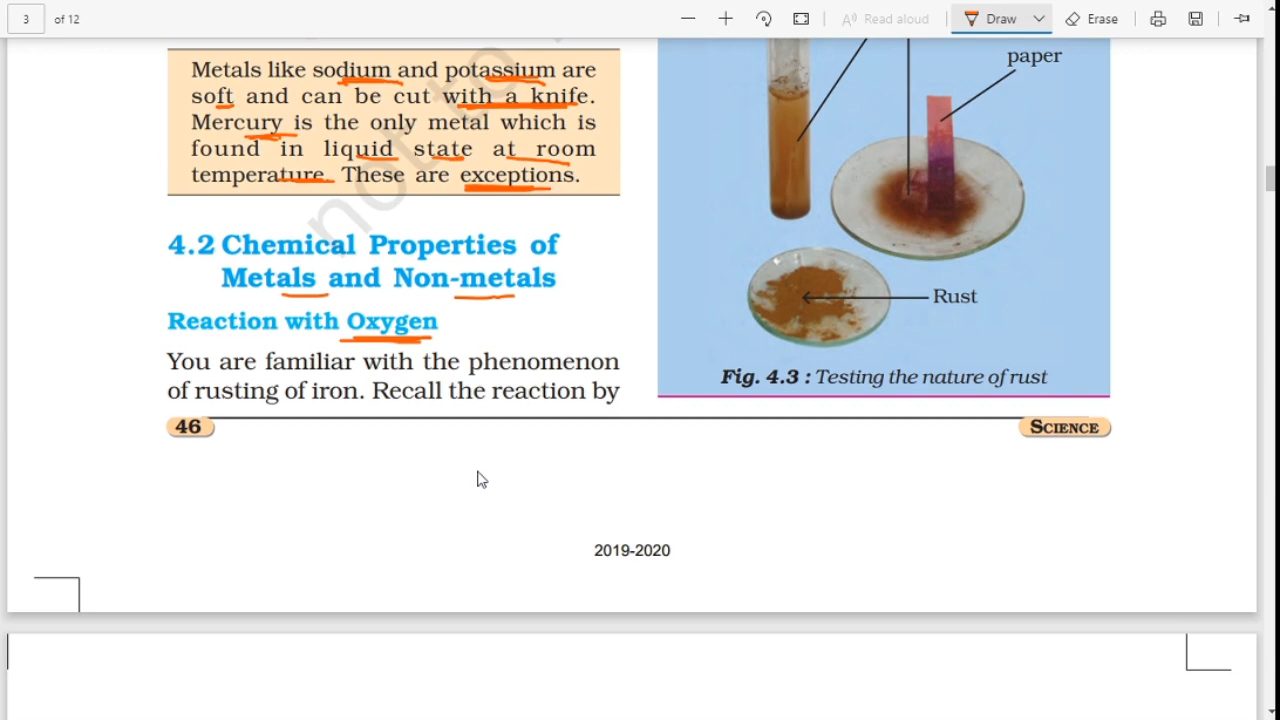 3 of 12
Read aloud
Draw
Erase
Metals like sodium and potassium are
soft and can be cut with a knife.
Mercury is the only metal which is
found in liquid state at room
temperature. These are exceptions.
not to
4.2 Chemical Properties of
Metals and Non-metals
Reaction with Oxygen
You are familiar with the phenomenon
of rusting of iron. Recall the reaction by
paper
Rust
Fig. 4.3 : Testing the nature of rust
46
SCIENCE
2019-2020